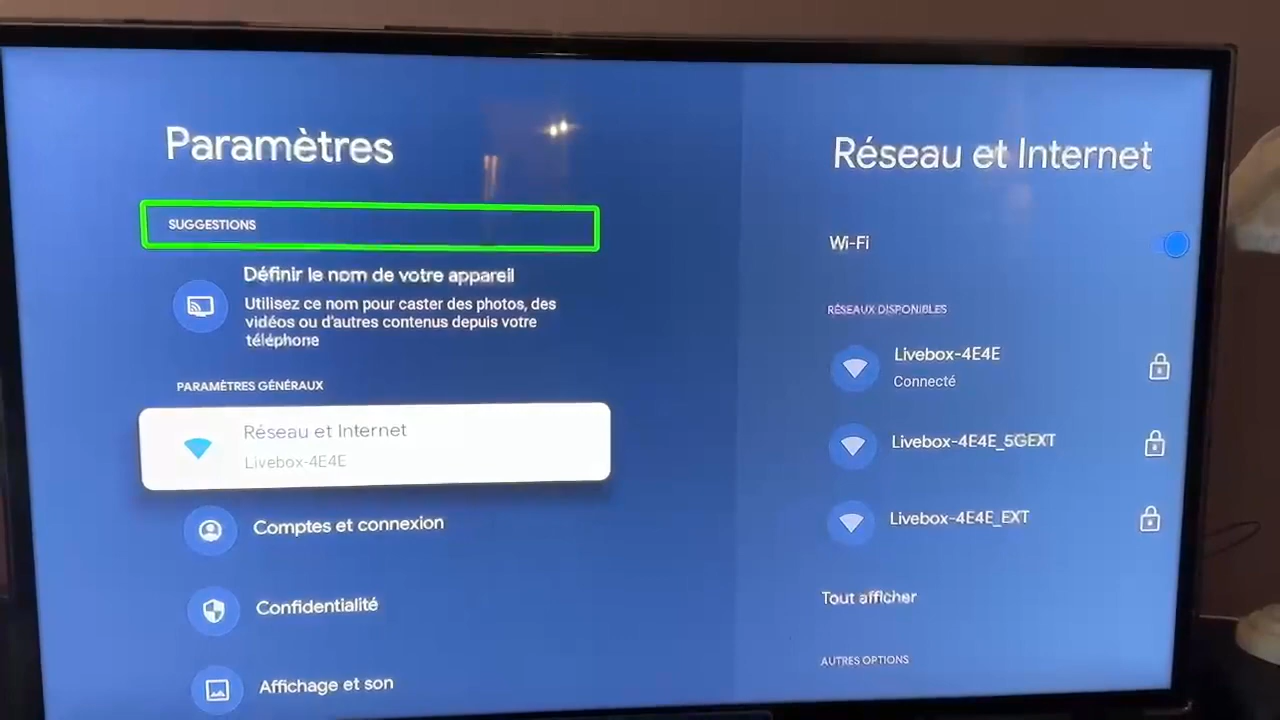 Paramètres
SUGGESTIONS
Définir le nom de votre appareil
Utilisez ce nom pour caster des photos, des
vidéos ou d'autres contenus depuis votre
téléphone
PARAMÈTRES GÉNÉRAUX
Réseau et Internet
Livebox-4E4E
Comptes et connexion
Confidentialité
Affichage et son
Réseau et Internet
Wi-Fi
RÉSEAUX DISPONIBLES
Livebox-4E4E
Connecté
Livebox-4E4E_5GEXT
Livebox-4E4E_EXT
Tout afficher
AUTRES OPTIONS